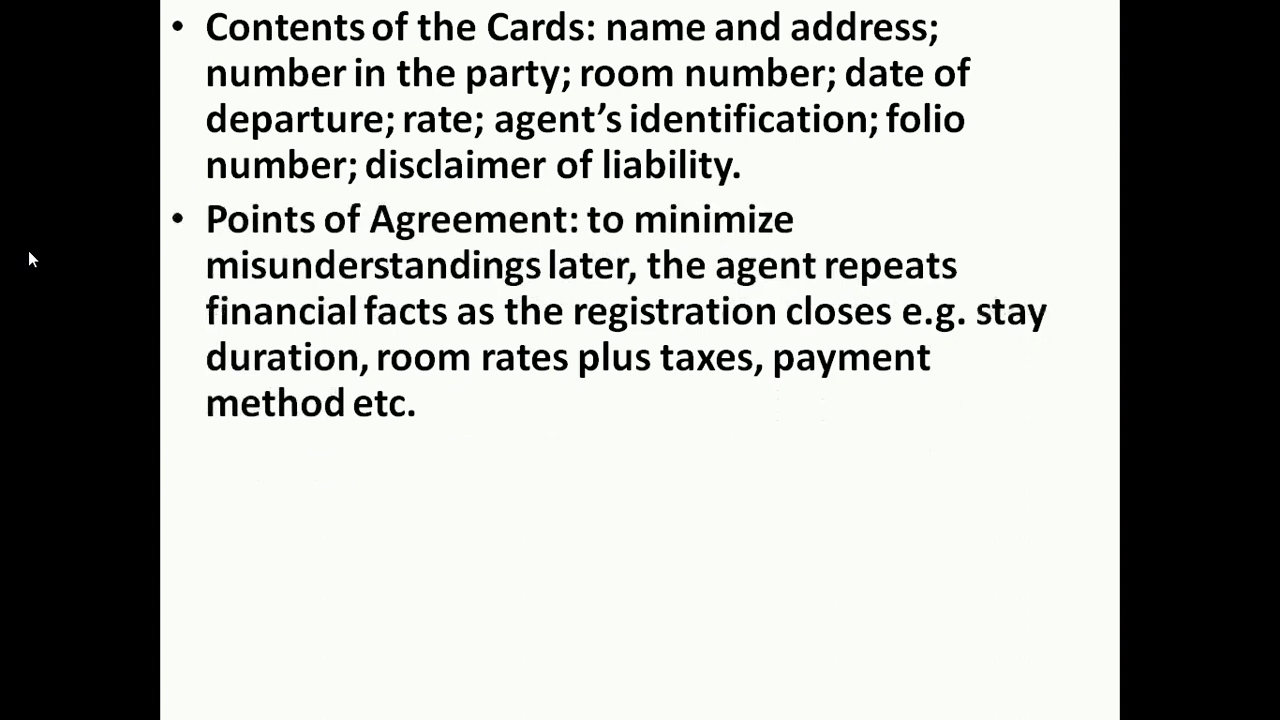 • Contents of the Cards: name and address;
number in the party; room number; date of
departure; rate; agent’s identification; folio
number; disclaimer of liability.
• Points of Agreement: to minimize
misunderstandings later, the agent repeats
financial facts as the registration closes e.g. stay
duration, room rates plus taxes, payment
method etc.